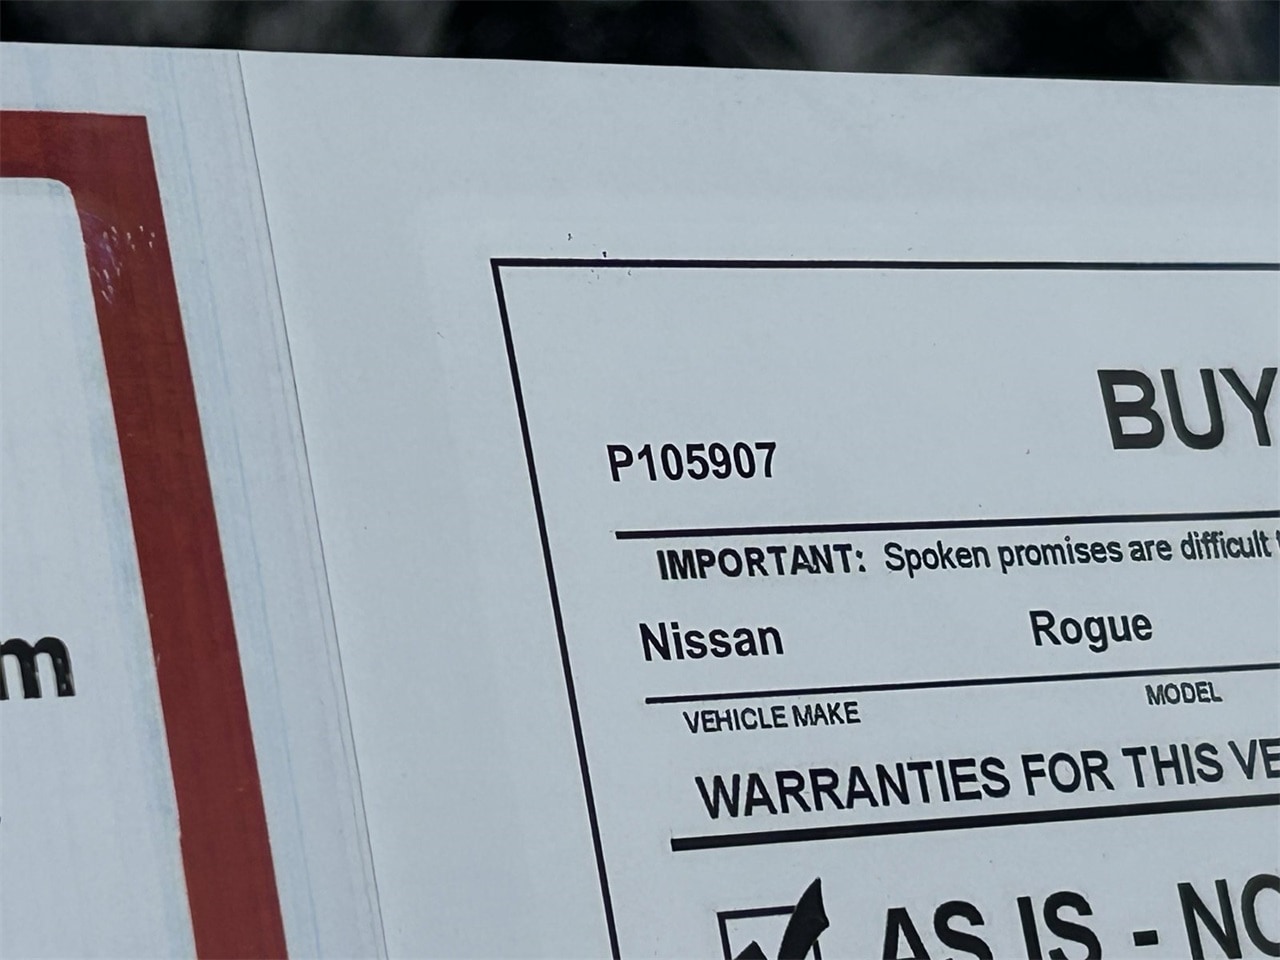 BUY
P105907
IMPORTANT: Spoken promises are difficult
Nissan Rogue
VEHICLE MAKE MODEL
WARRANTIES FOR THIS VE
AS IS - NO
m